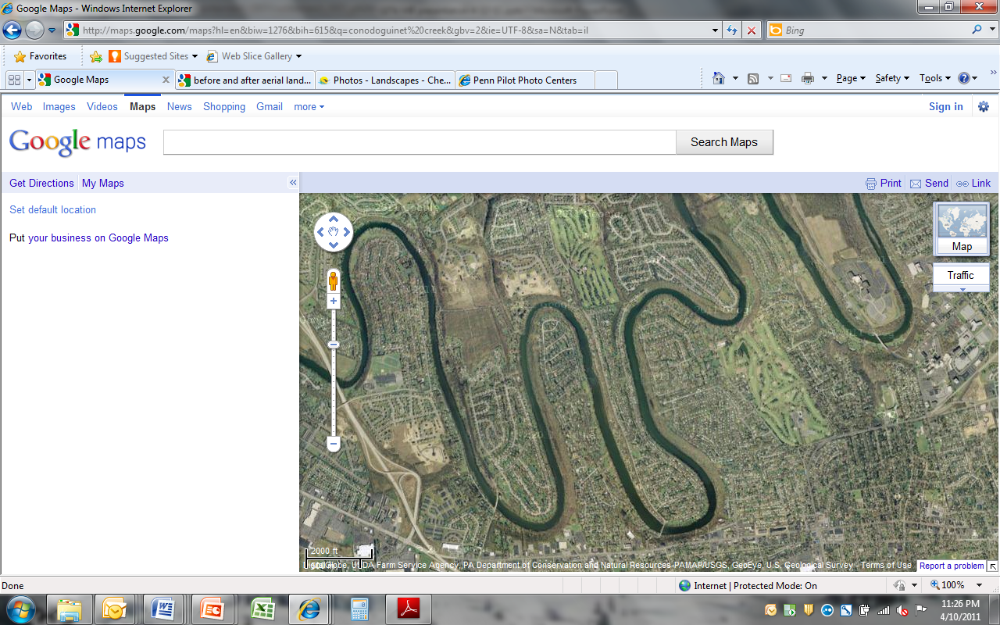 Google Maps - Windows Internet Explorer
http://maps.google.com/maps?hl=en&biw=1276&bih=615&q=conodoguinet%20creek&gbv=2&ie=UTF-8&sa=N&tab=il
Bing
Favorites Suggested Sites Web Slice Gallery
Google Maps before and after aerial land... Photos - Landscapes - Che... Penn Pilot Photo Centers
Page Safety Tools
Web Images Videos Maps News Shopping Gmail more
Sign in
Google maps
Search Maps
Get Directions My Maps
Print Send Link
Set default location
Put your business on Google Maps
Map
Traffic
2000 ft
Globe, USDA Farm Service Agency, PA Department of Conservation and Natural Resources-PAMAP/USGS, GeoEye, U.S. Geological Survey - Terms of Use
Report a problem
Done
Internet | Protected Mode: On
100%
11:26 PM
4/10/2011